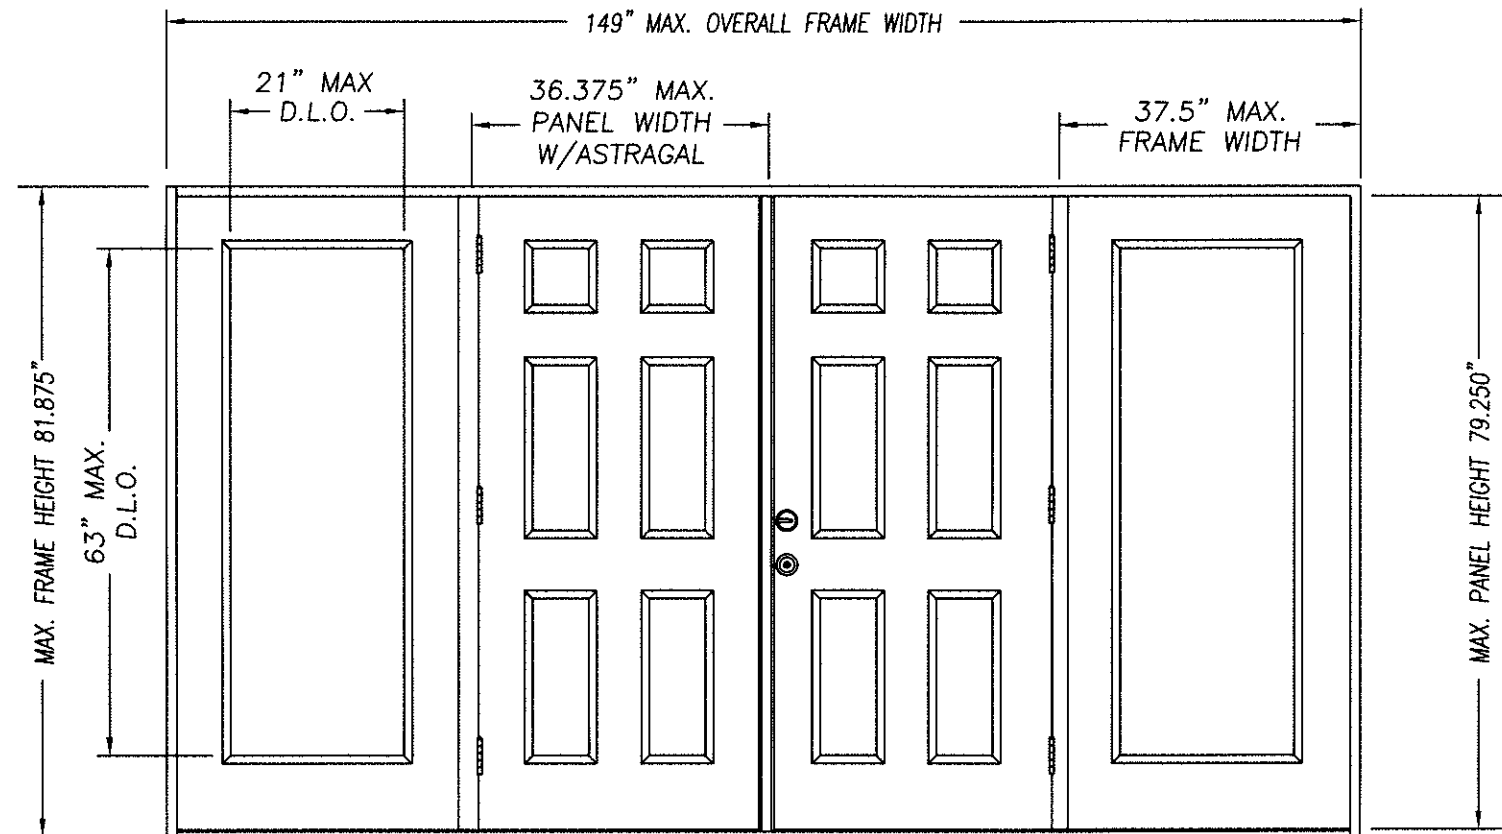 149" MAX. OVERALL FRAME WIDTH
21" MAX
D.L.O.
36.375" MAX.
PANEL WIDTH
W/ASTRAGAL
37.5" MAX.
FRAME WIDTH
MAX. FRAME HEIGHT 81.875"
63" MAX.
D.L.O.
MAX. PANEL HEIGHT 79.250"